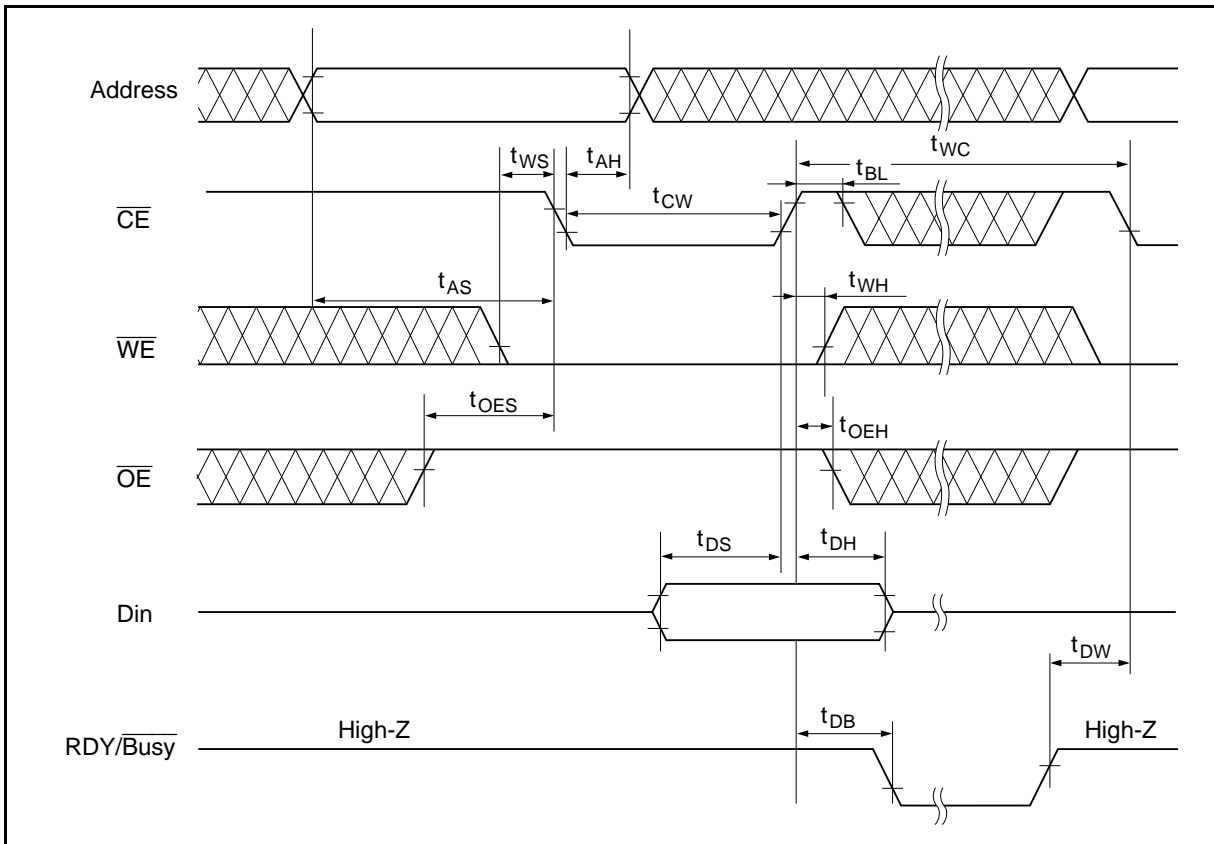 Address
tWC
tWS
tAH
tBL
tCW
CE
tWH
tAS
WE
tOES
tOEH
OE
tDS
tDH
Din
tDW
tDB
High-Z
High-Z
RDY/Busy